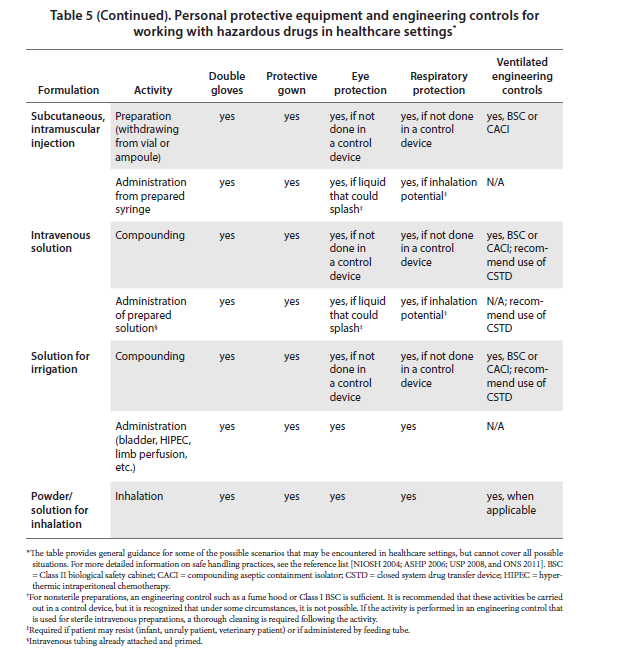 Table 5 (Continued). Personal protective equipment and engineering controls for
working with hazardous drugs in healthcare settings*
Formulation Activity Double gloves Protective gown Eye protection Respiratory protection Ventilated engineering controls
Subcutaneous, intramuscular injection Preparation (withdrawing from vial or ampoule) yes yes yes, if not done in a control device yes, if not done in a control device yes, BSC or CACI
Administration from prepared syringe yes yes yes, if liquid that could splash‡ yes, if inhalation potential‡ N/A
Intravenous solution Compounding yes yes yes, if not done in a control device yes, if not done in a control device yes, BSC or CACI; recom-mend use of CSTD
Administration of prepared solution§ yes yes yes, if liquid that could splash‡ yes, if inhalation potential‡ N/A; recom-mend use of CSTD
Solution for irrigation Compounding yes yes yes, if not done in a control device yes, if not done in a control device yes, BSC or CACI; recom-mend use of CSTD
Administration (bladder, HIPEC, limb perfusion, etc.) yes yes yes yes N/A
Powder/ solution for inhalation Inhalation yes yes yes yes yes, when applicable
*The table provides general guidance for some of the possible scenarios that may be encountered in healthcare settings, but cannot cover all possible
situations. For more detailed information on safe handling practices, see the reference list [NIOSH 2004; ASHP 2006; USP 2008, and ONS 2011]. BSC
= Class II biological safety cabinet; CACI = compounding aseptic containment isolator; CSTD = closed system drug transfer device; HIPEC = hyper-
thermic intraperitoneal chemotherapy.
†For nonsterile preparations, an engineering control such as a fume hood or Class I BSC is sufficient. It is recommended that these activities be carried
out in a control device, but it is recognized that under some circumstances, it is not possible. If the activity is performed in an engineering control that
is used for sterile intravenous preparations, a thorough cleaning is required following the activity.
‡Required if patient may resist (infant, unruly patient, veterinary patient) or if administered by feeding tube.
§Intravenous tubing already attached and primed.